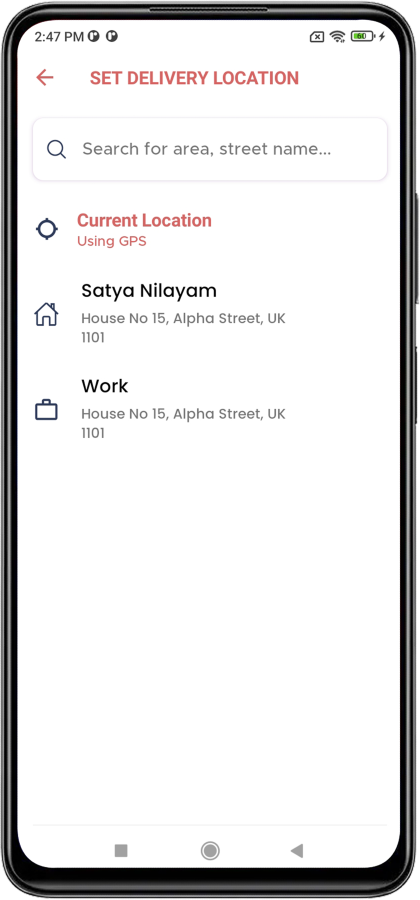 2:47 PM
60
SET DELIVERY LOCATION
Search for area, street name...
Current Location
Using GPS
Satya Nilayam
House No 15, Alpha Street, UK
1101
Work
House No 15, Alpha Street, UK
1101